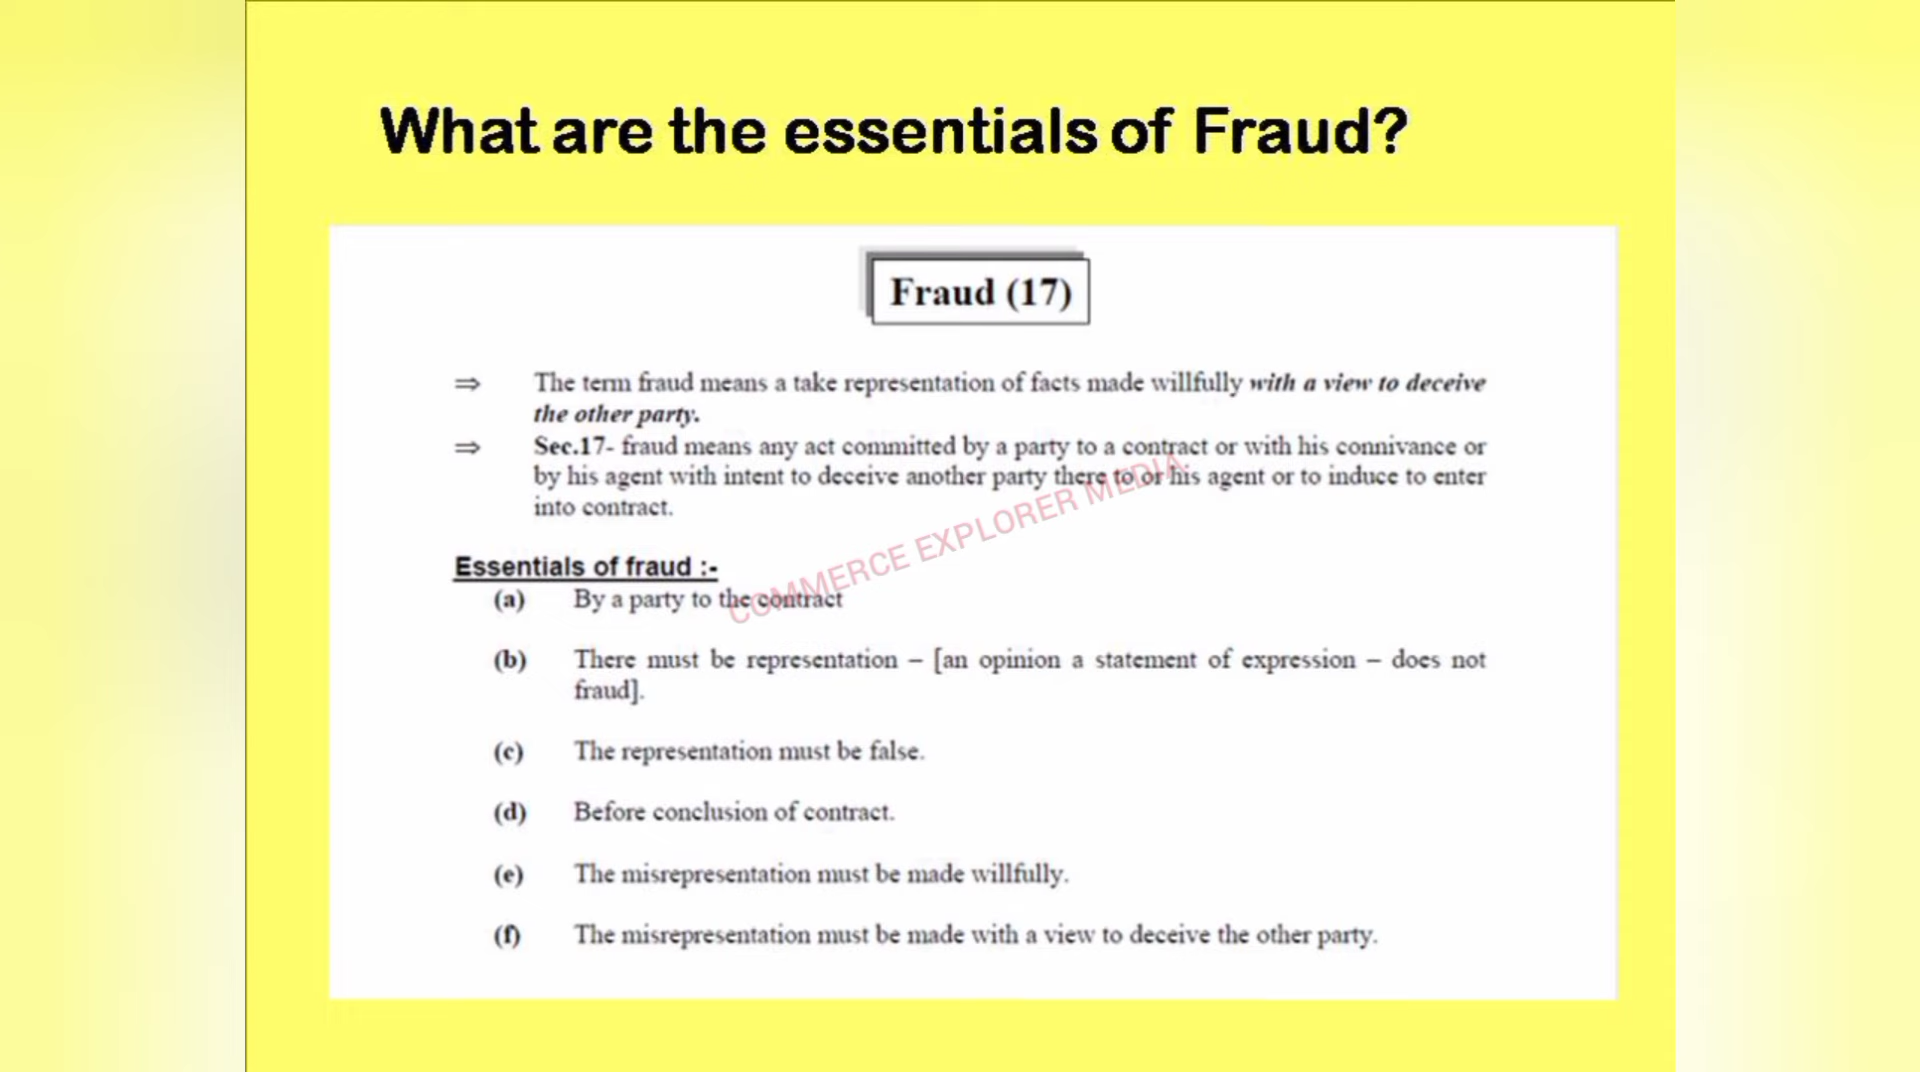 What are the essentials of Fraud?
Fraud (17)
⇒ The term fraud means a take representation of facts made willfully with a view to deceive
the other party.
⇒ Sec.17- fraud means any act committed by a party to a contract or with his connivance or
by his agent with intent to deceive another party there to or his agent or to induce to enter
into contract.
COMMERCE EXPLORER MEDIA
Essentials of fraud :-
(a) By a party to the contract
(b) There must be representation – [an opinion a statement of expression – does not
fraud].
(c) The representation must be false.
(d) Before conclusion of contract.
(e) The misrepresentation must be made willfully.
(f) The misrepresentation must be made with a view to deceive the other party.